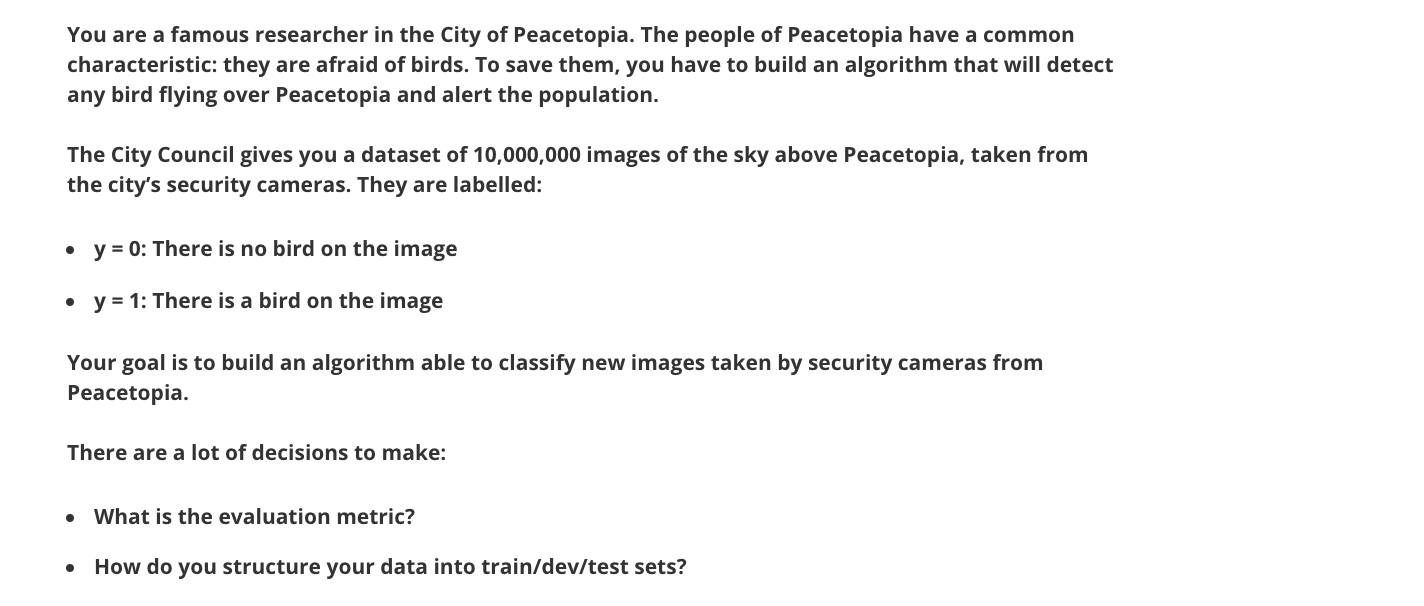 You are a famous researcher in the City of Peacetopia. The people of Peacetopia have a common
characteristic: they are afraid of birds. To save them, you have to build an algorithm that will detect
any bird flying over Peacetopia and alert the population.
The City Council gives you a dataset of 10,000,000 images of the sky above Peacetopia, taken from
the city’s security cameras. They are labelled:
• y = 0: There is no bird on the image
• y = 1: There is a bird on the image
Your goal is to build an algorithm able to classify new images taken by security cameras from
Peacetopia.
There are a lot of decisions to make:
• What is the evaluation metric?
• How do you structure your data into train/dev/test sets?